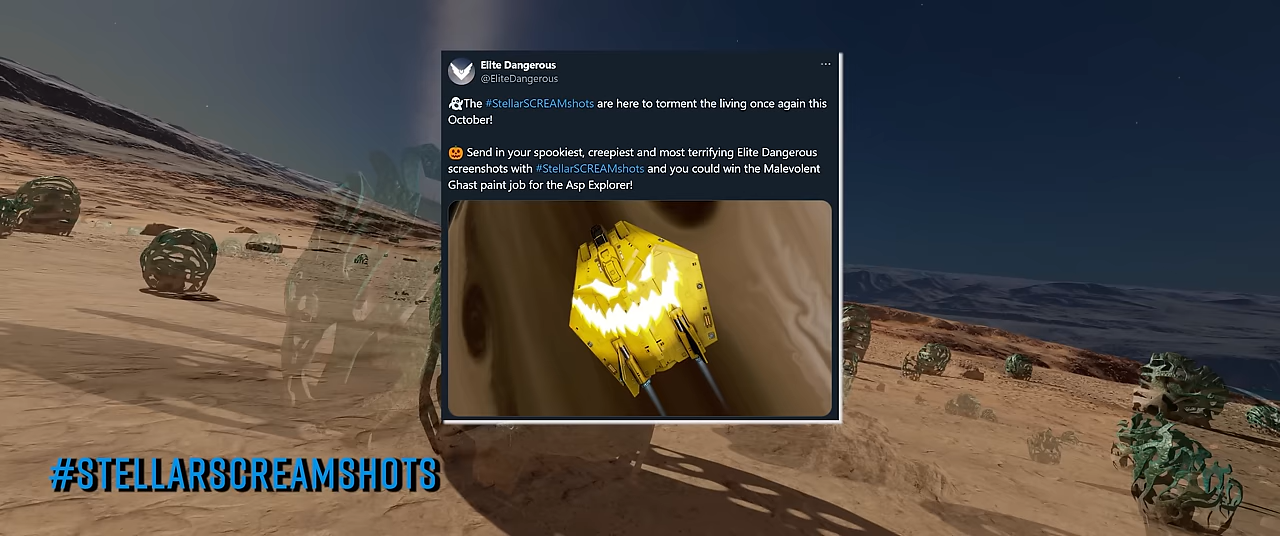 Elite Dangerous
@EliteDangerous
👻The #StellarSCREAMshots are here to torment the living once again this
October!
🎃 Send in your spookiest, creepiest and most terrifying Elite Dangerous
screenshots with #StellarSCREAMshots and you could win the Malevolent
Ghast paint job for the Asp Explorer!
#STELLARSCREAMSHOTS